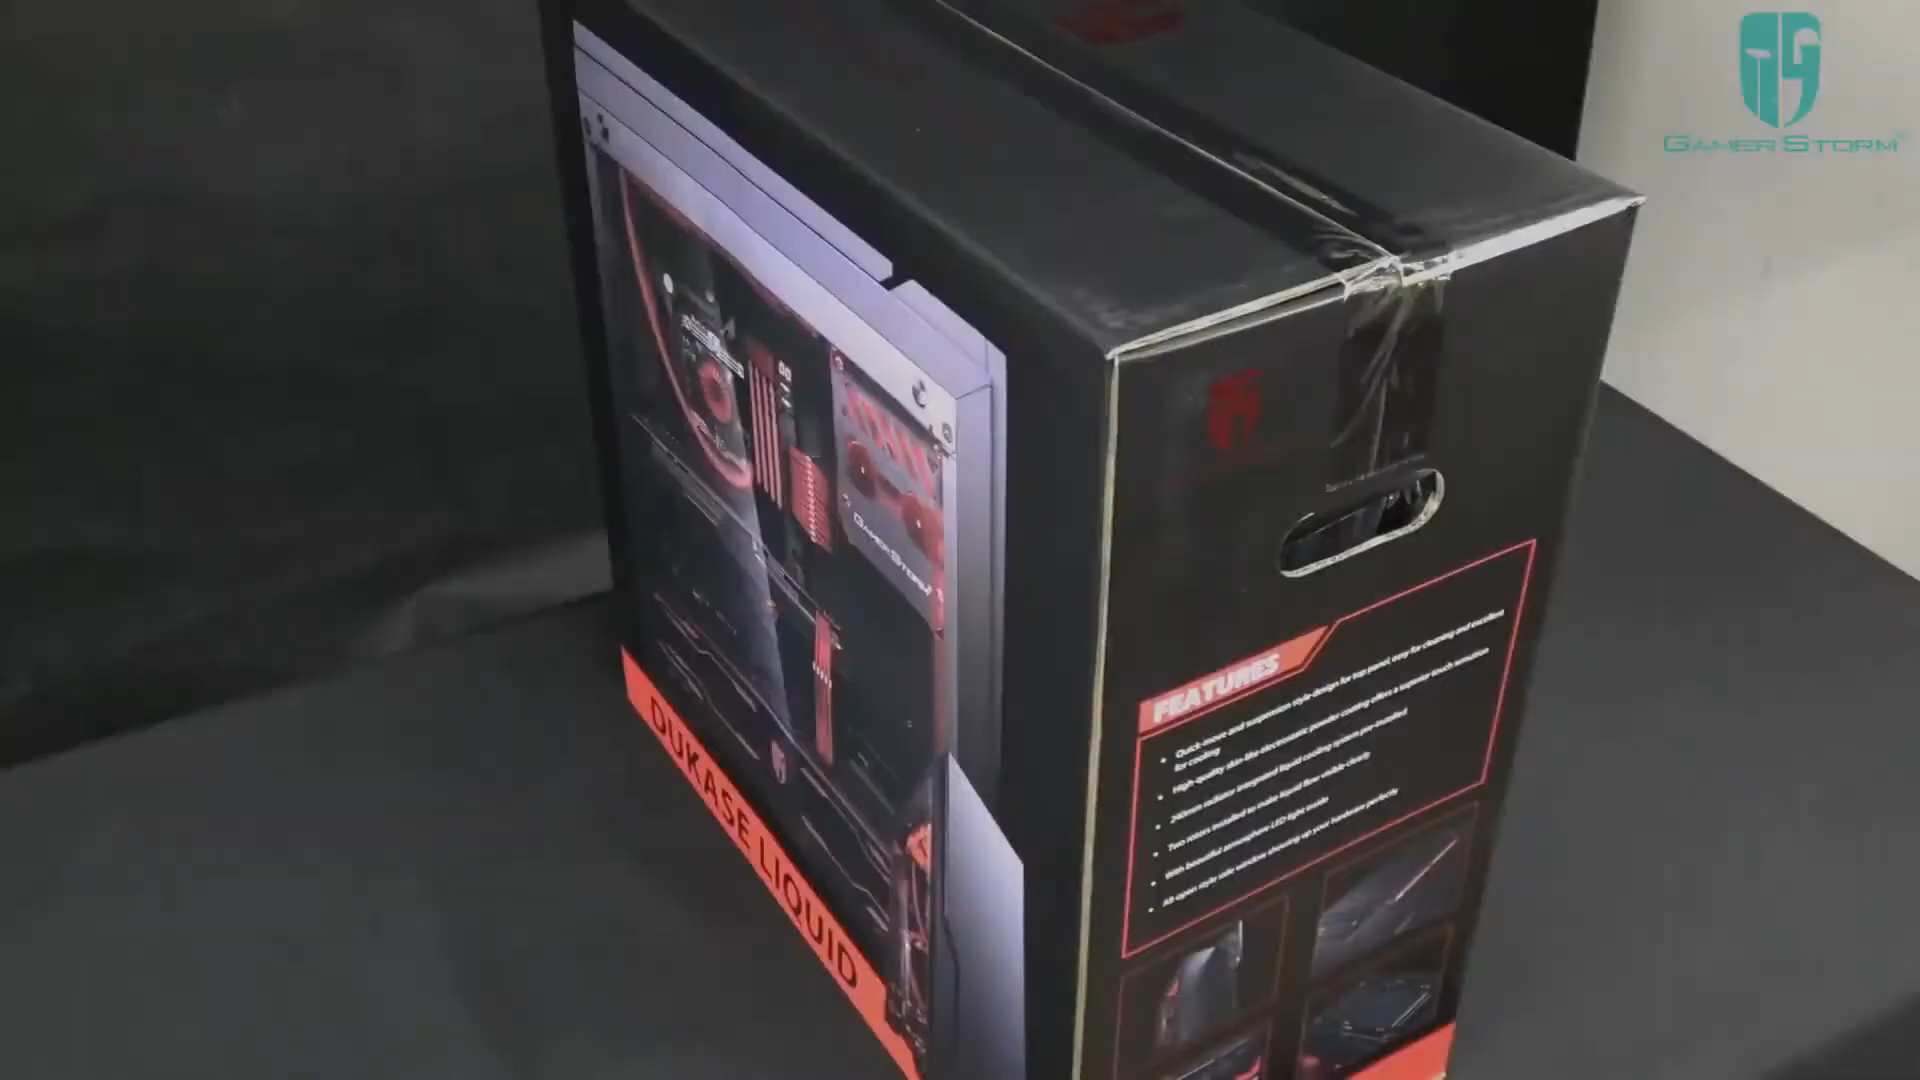 GAMER STORM
GAMER STORM
DUKASE LIQUID
FEATURES
Quick-move and suspension style design for top panel, easy for cleaning and excellent
for cooling
High-quality skin-like electrostatic powder coating offers a superior touch sensation
240mm radiator integrated liquid cooling system pre-installed
Two rotors installed to make liquid flow visible clearly
With beautiful atmosphere LED light inside
All-open style side window showing up your hardware perfectly